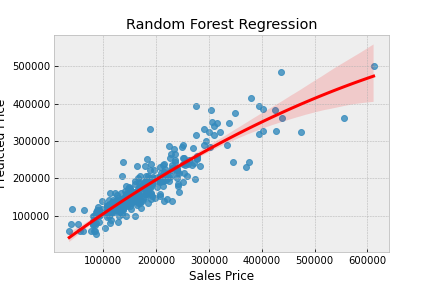 Random Forest Regression
500000
400000
300000
200000
100000
Predicted Price
100000 200000 300000 400000 500000 600000
Sales Price